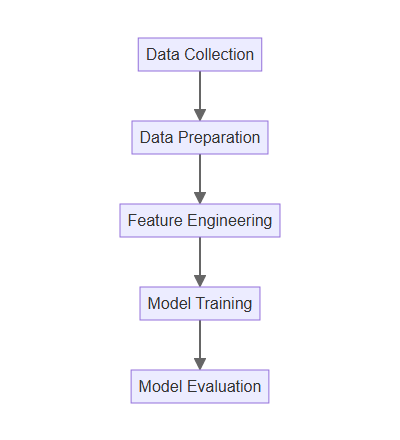 Data Collection
Data Preparation
Feature Engineering
Model Training
Model Evaluation